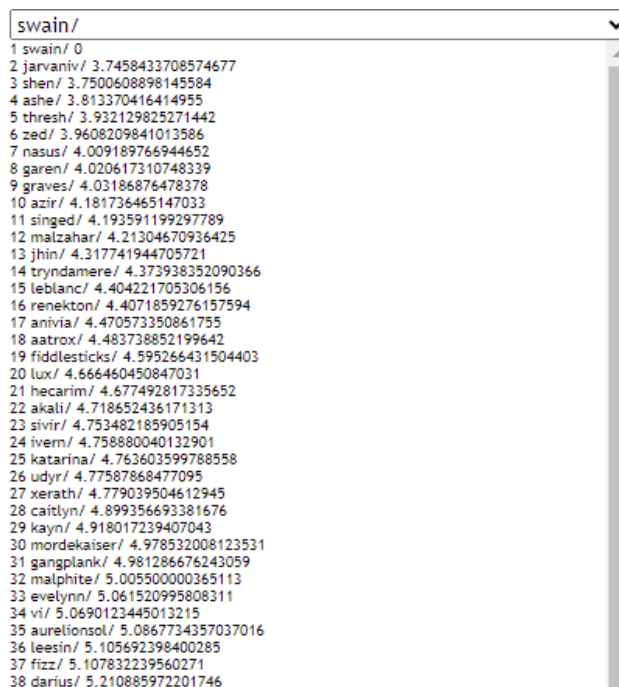 swain/
1 swain/ 0
2 jarvaniv/ 3.7458433708574677
3 shen/ 3.7500608898145584
4 ashe/ 3.813370416414955
5 thresh/ 3.932129825271442
6 zed/ 3.9608209841013586
7 nasus/ 4.009189766944652
8 garen/ 4.020617310748339
9 graves/ 4.03186876478378
10 azir/ 4.181736465147033
11 singed/ 4.193591199297789
12 malzahar/ 4.21304670936425
13 jhin/ 4.317741944705721
14 tryndamere/ 4.373938352090366
15 leblanc/ 4.404221705306156
16 renekton/ 4.4071859276157594
17 anivia/ 4.470573350861755
18 aatrox/ 4.483738852199642
19 fiddlesticks/ 4.595266431504403
20 lux/ 4.666460450847031
21 hecarim/ 4.677492817335652
22 akali/ 4.718652436171313
23 sivir/ 4.753482185905154
24 ivern/ 4.758880040132901
25 katarina/ 4.763603599788558
26 udyr/ 4.77587868477095
27 xerath/ 4.779039504612945
28 caitlyn/ 4.899356693381676
29 kayn/ 4.918017239407043
30 mordekaiser/ 4.978532008123531
31 gangplank/ 4.981286676243059
32 malphite/ 5.005500000365113
33 evelynn/ 5.061520995808311
34 vi/ 5.0690123445013215
35 aurelionsol/ 5.0867734357037016
36 leesin/ 5.105692398400285
37 fizz/ 5.107832239560271
38 darius/ 5.210885972201746